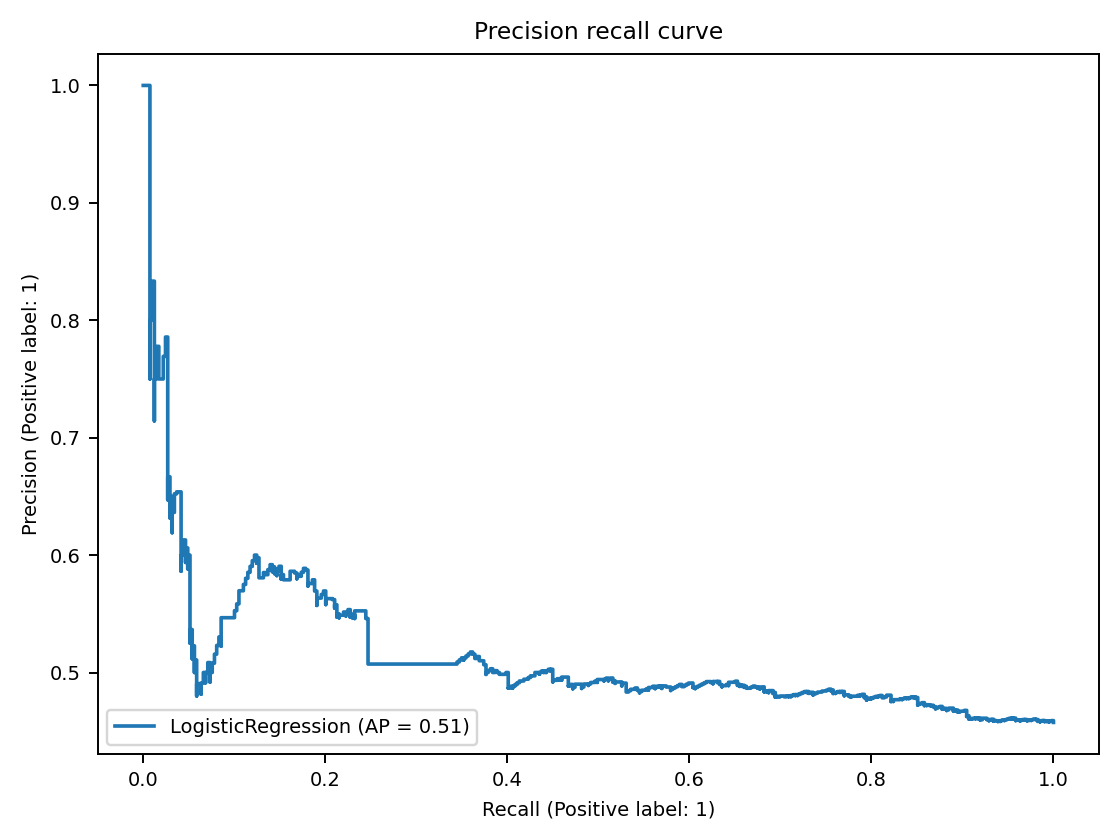 Precision recall curve
1.0
0.9
0.8
0.7
0.6
0.5
Precision (Positive label: 1)
LogisticRegression (AP = 0.51)
0.0 0.2 0.4 0.6 0.8 1.0
Recall (Positive label: 1)